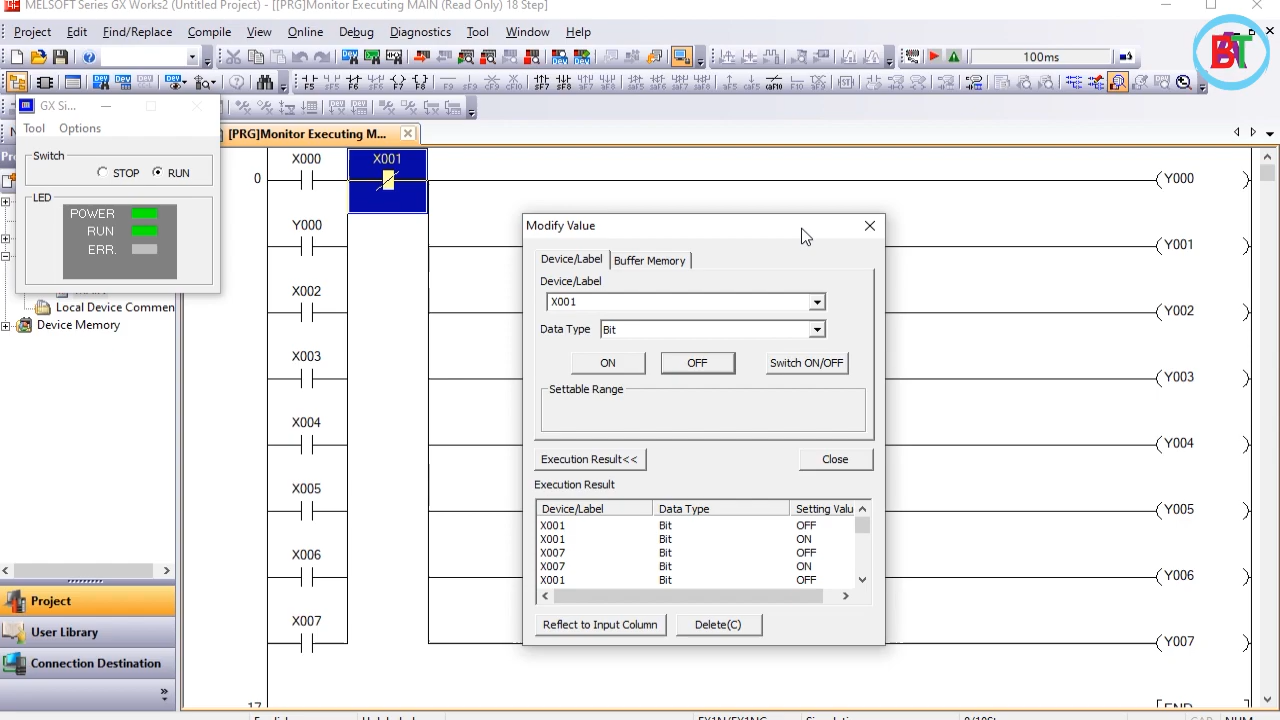 MELSOFT Series GX Works2 (Untitled Project) - [[PRG]Monitor Executing MAIN (Read Only) 18 Step]
Project Edit Find/Replace Compile View Online Debug Diagnostics Tool Window Help
100ms
BT
GX Si...
Tool Options
Switch
STOP RUN
LED
POWER
RUN
ERR.
Local Device Commen
Device Memory
Project
User Library
Connection Destination
[PRG]Monitor Executing M...
X000 X001
0 Y000
Y000
Y001
X002
Y002
X003
Y003
X004
Y004
X005
Y005
X006
Y006
X007
Y007
17 END
Modify Value
Device/Label Buffer Memory
Device/Label
X001
Data Type Bit
ON OFF Switch ON/OFF
Settable Range
Execution Result<< Close
Execution Result
Device/Label Data Type Setting Valu
X001 Bit OFF
X001 Bit ON
X007 Bit OFF
X007 Bit ON
X001 Bit OFF
Reflect to Input Column Delete(C)